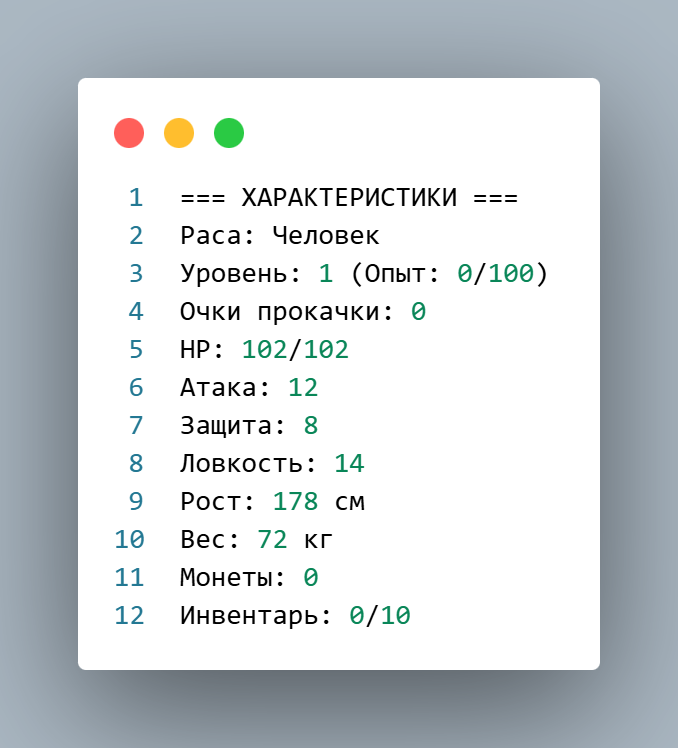 1 === ХАРАКТЕРИСТИКИ ===
2 Раса: Человек
3 Уровень: 1 (Опыт: 0/100)
4 Очки прокачки: 0
5 HP: 102/102
6 Атака: 12
7 Защита: 8
8 Ловкость: 14
9 Рост: 178 см
10 Вес: 72 кг
11 Монеты: 0
12 Инвентарь: 0/10